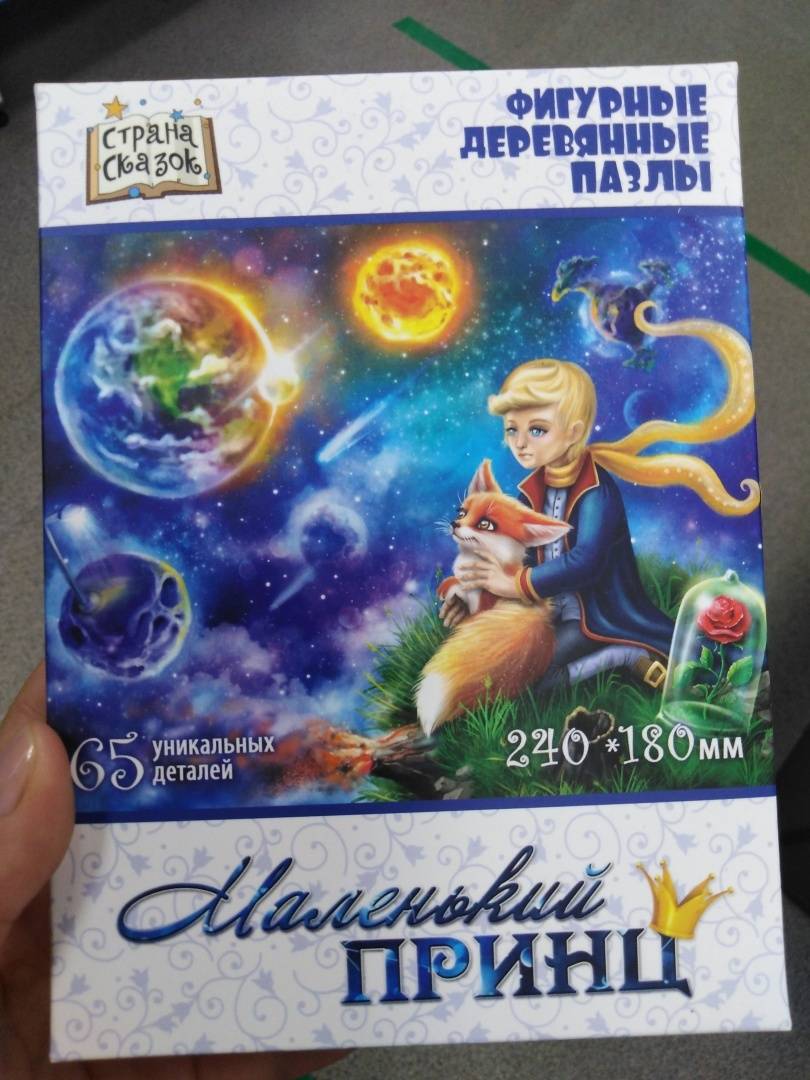 Страна
Сказок
ФИГУРНЫЕ
ДЕРЕВЯННЫЕ
ПАЗЛЫ
65 уникальных
деталей
240*180мм
Маленький
ПРИНЦ